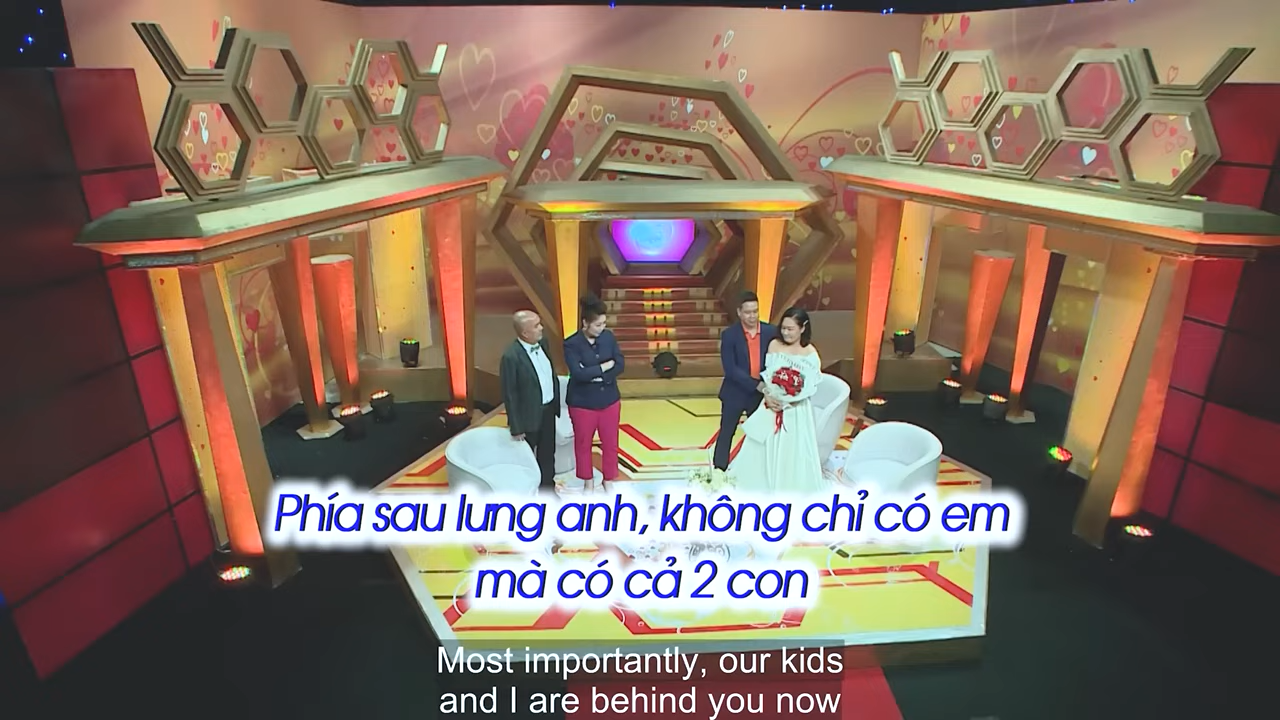 Phía sau lưng anh, không chỉ có em
mà có cả 2 con
Most importantly, our kids
and I are behind you now